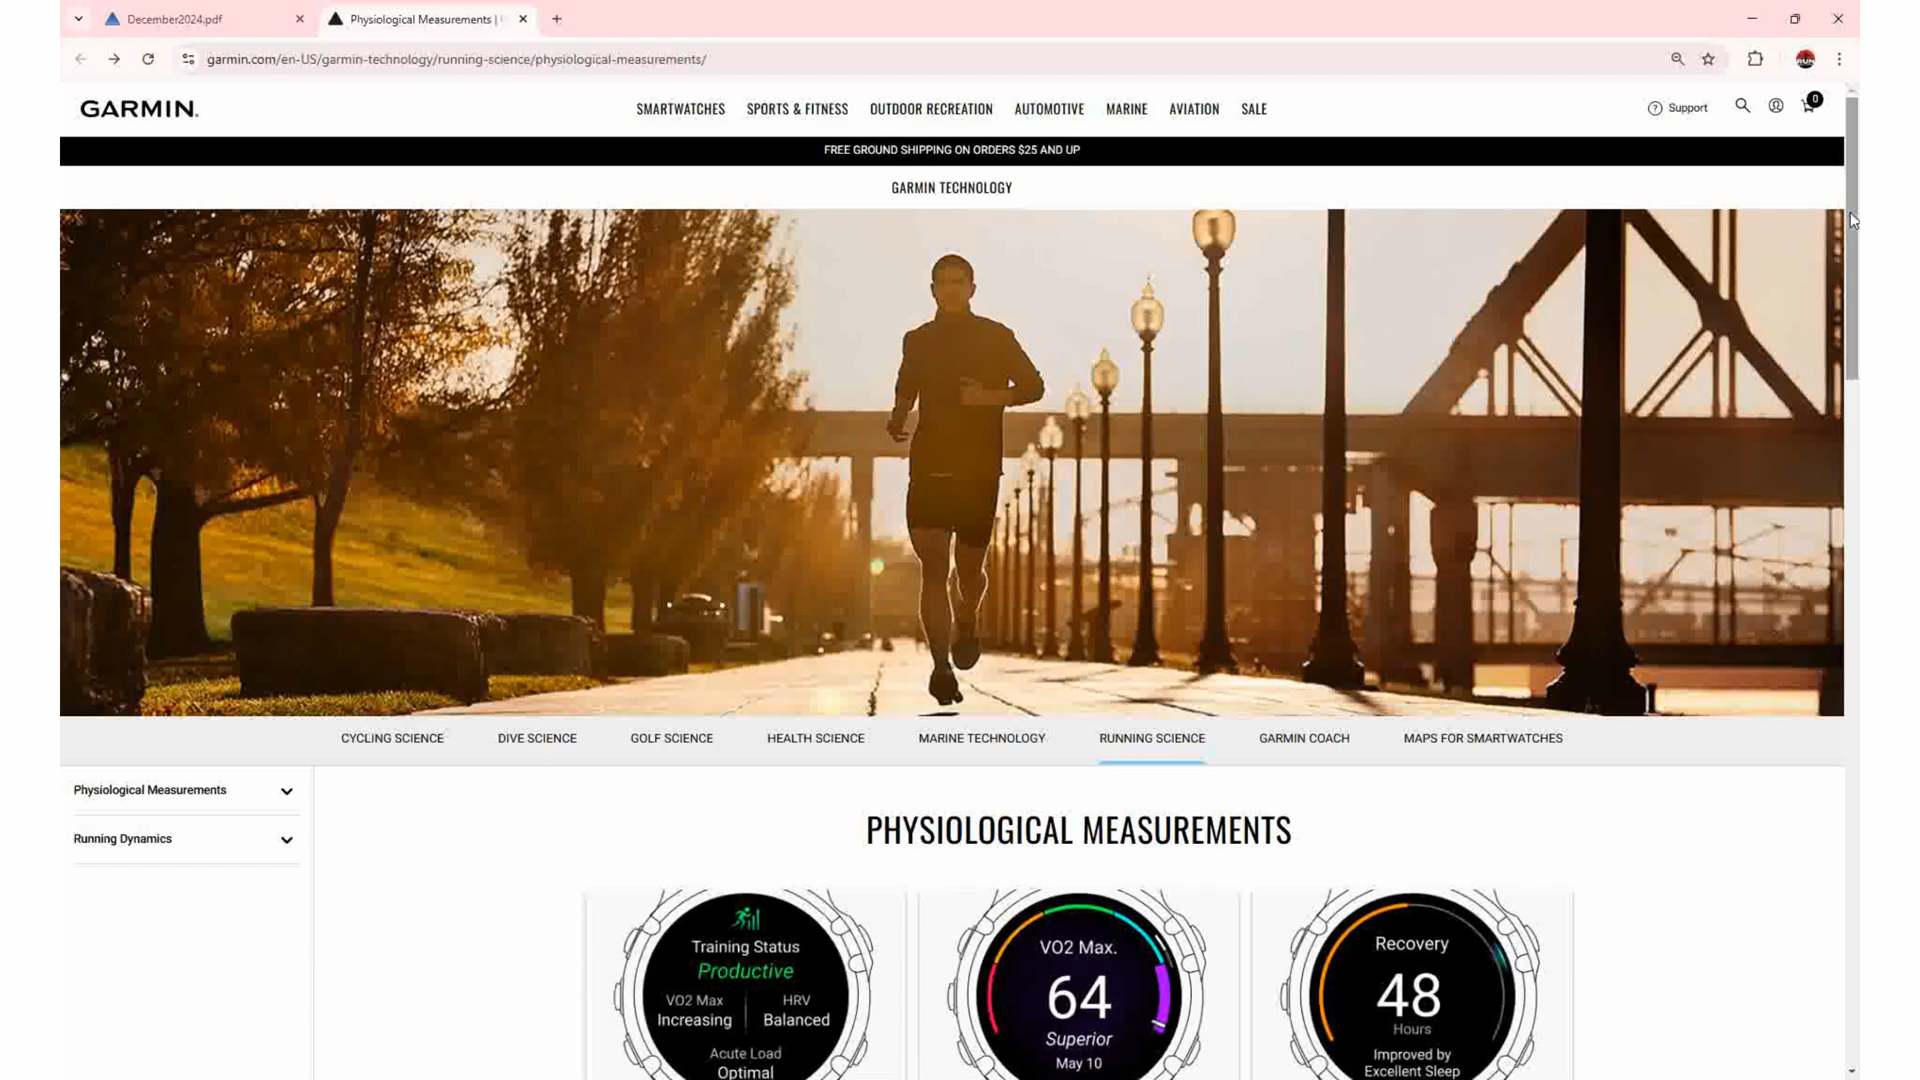 December2024.pdf
Physiological Measurements |
garmin.com/en-US/garmin-technology/running-science/physiological-measurements/
RUN
GARMIN.
SMARTWATCHES SPORTS & FITNESS OUTDOOR RECREATION AUTOMOTIVE MARINE AVIATION SALE
? Support
0
FREE GROUND SHIPPING ON ORDERS $25 AND UP
GARMIN TECHNOLOGY
CYCLING SCIENCE DIVE SCIENCE GOLF SCIENCE HEALTH SCIENCE MARINE TECHNOLOGY RUNNING SCIENCE GARMIN COACH MAPS FOR SMARTWATCHES
Physiological Measurements
Running Dynamics
PHYSIOLOGICAL MEASUREMENTS
Training Status
Productive
VO2 Max HRV
Increasing Balanced
Acute Load
Optimal
VO2 Max.
64
Superior
May 10
Recovery
48
Hours
Improved by
Excellent Sleep